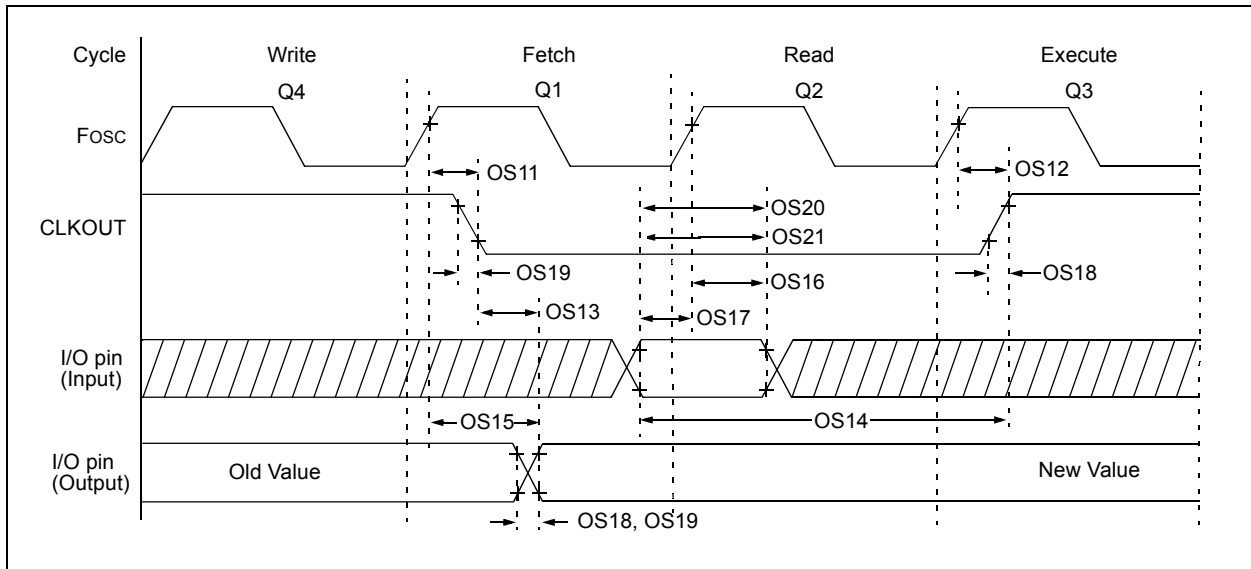 Cycle Write Fetch Read Execute
Q4 Q1 Q2 Q3
FOSC
OS11 OS12
OS20
CLKOUT
OS21
OS19 OS16 OS18
OS13 OS17
I/O pin
(Input)
OS15 OS14
I/O pin
(Output)
Old Value New Value
OS18, OS19